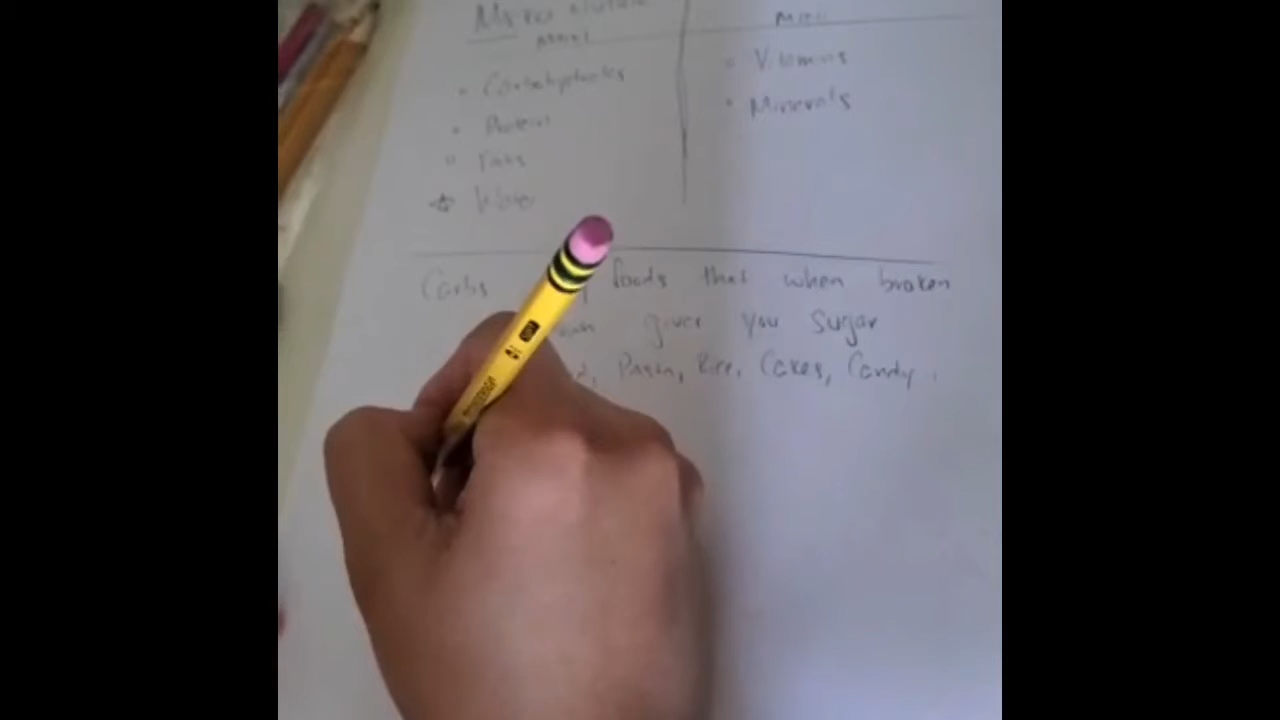 Macro
Micro
Carbohydrates
Vitamins
Protein
Minerals
Fats
Water
Carbs foods that when broken
gives you Sugar
Pasta, Rice, Cakes, Candy.